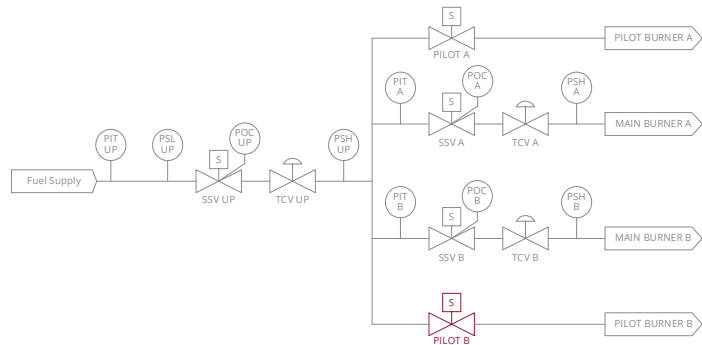 S
PILOT A
PILOT BURNER A
PIT
A
S
POC
A
SSV A
TCV A
PSH
A
MAIN BURNER A
Fuel Supply
PIT
UP
PSL
UP
S
POC
UP
SSV UP
TCV UP
PSH
UP
PIT
B
S
POC
B
SSV B
TCV B
PSH
B
MAIN BURNER B
S
PILOT B
PILOT BURNER B